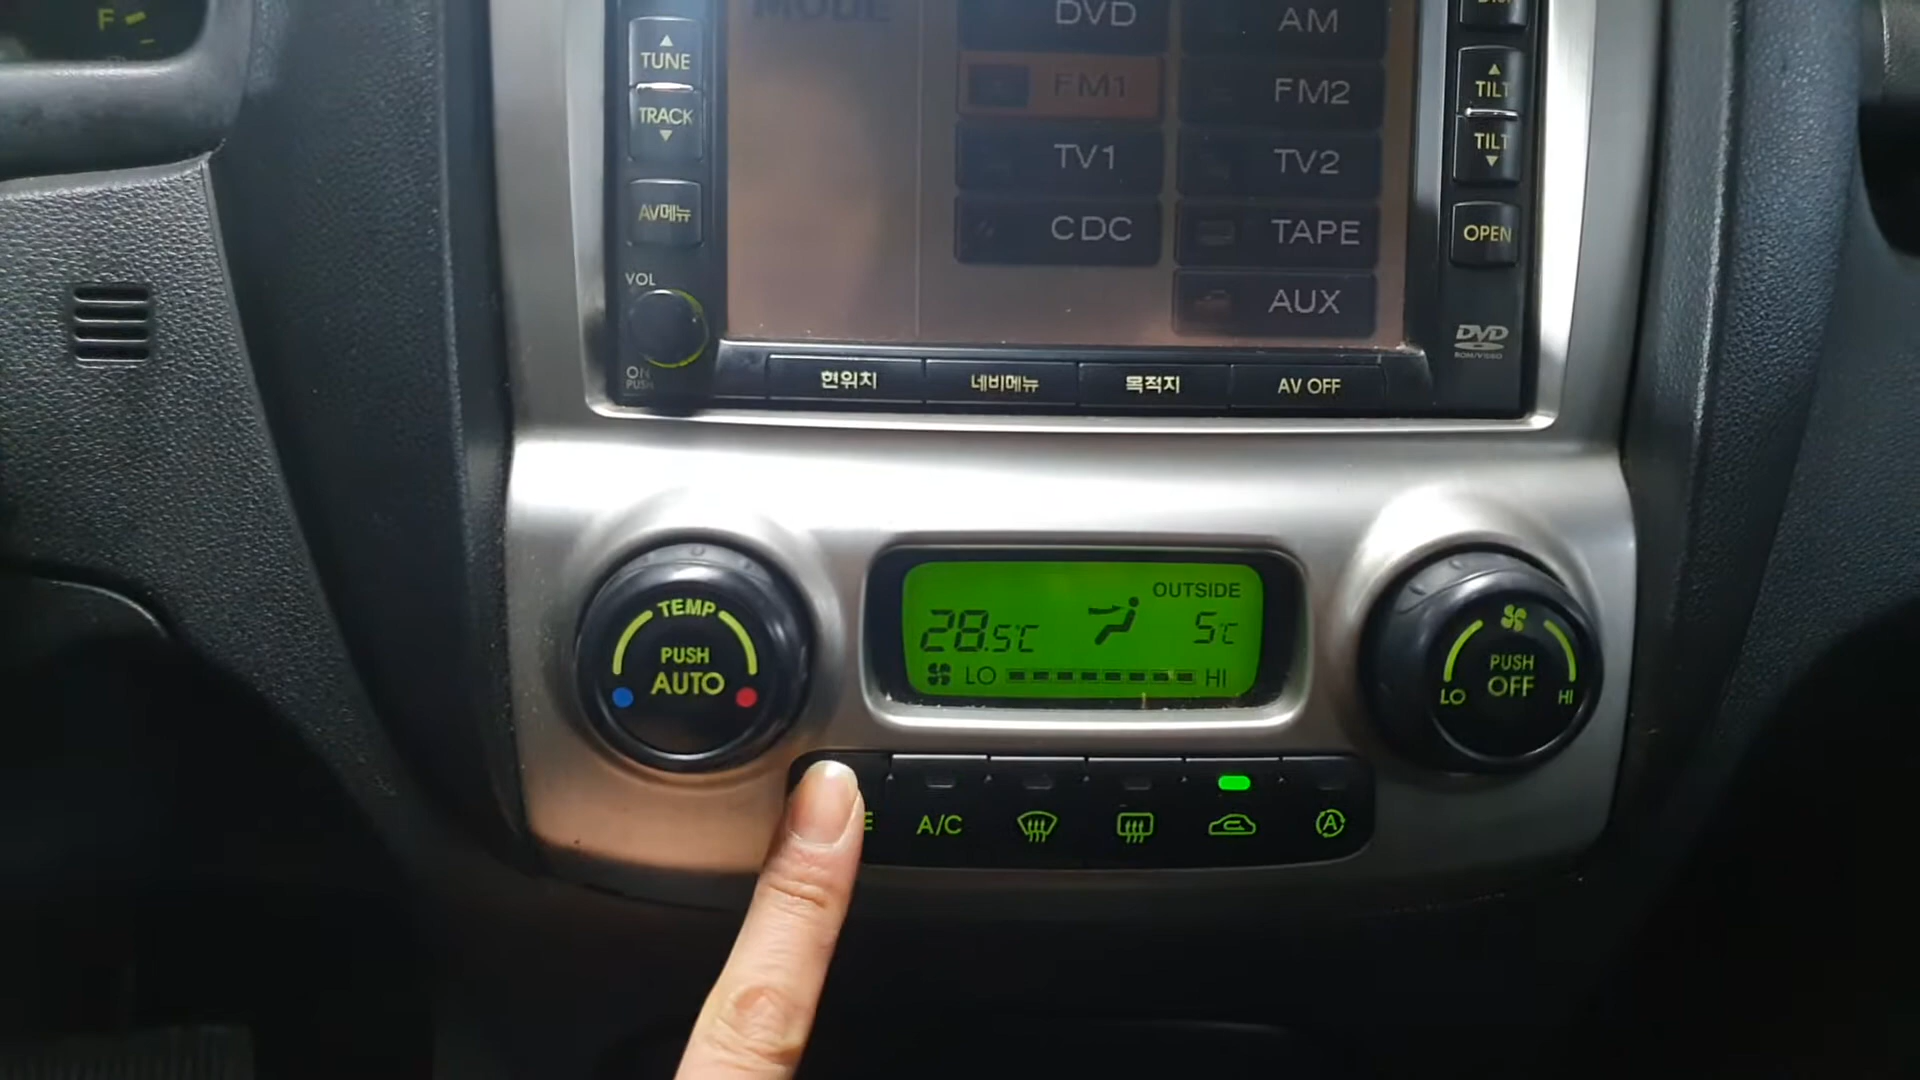 F
MODE
DVD
AM
TUNE
TRACK
FM1
FM2
TILT
TILT
TV1
TV2
AV메뉴
CDC
TAPE
OPEN
VOL
AUX
DVD
ROM/VIDEO
ON
PUSH
현위치
네비메뉴
목적지
AV OFF
TEMP
PUSH
AUTO
OUTSIDE
28.5℃
5℃
LO HI
PUSH
OFF
LO HI
E
A/C
A